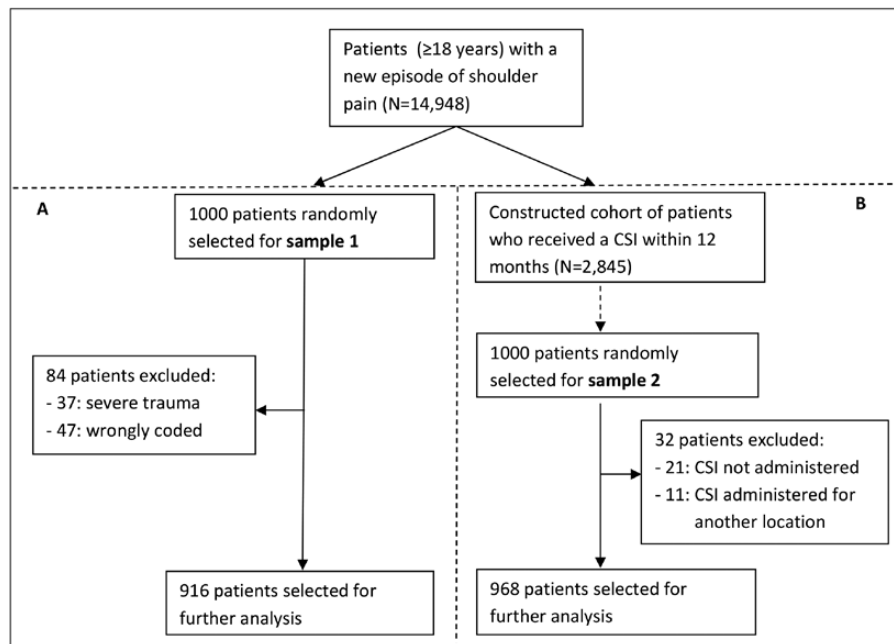 Patients (≥18 years) with a
new episode of shoulder
pain (N=14,948)
A
1000 patients randomly
selected for sample 1
84 patients excluded:
- 37: severe trauma
- 47: wrongly coded
916 patients selected for
further analysis
B
Constructed cohort of patients
who received a CSI within 12
months (N=2,845)
1000 patients randomly
selected for sample 2
32 patients excluded:
- 21: CSI not administered
- 11: CSI administered for
another location
968 patients selected for
further analysis